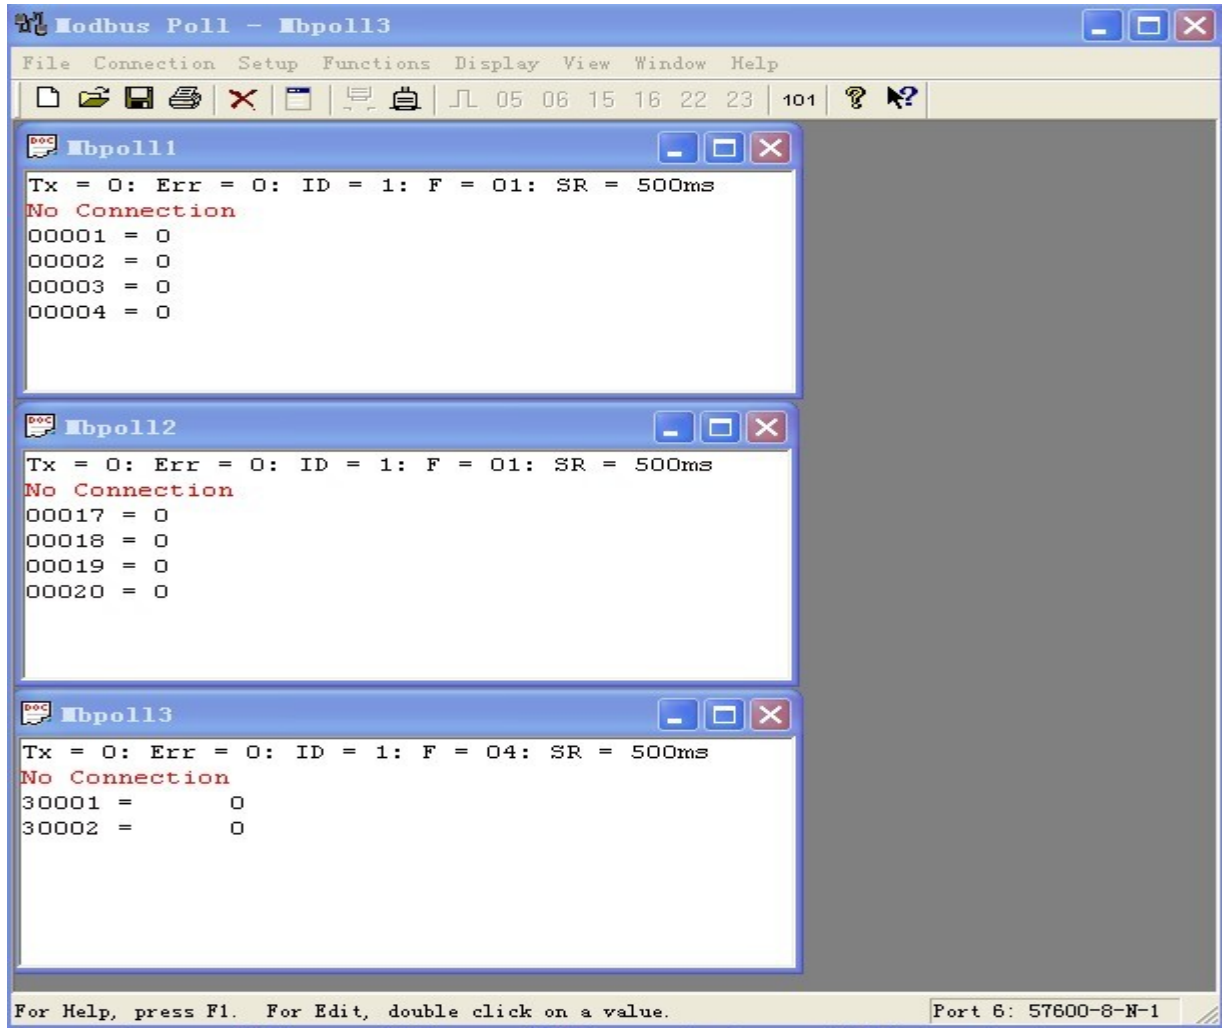 Modbus Poll - Mbpoll3
File Connection Setup Functions Display View Window Help
05 06 15 16 22 23 101
Mbpoll1
Tx = 0: Err = 0: ID = 1: F = 01: SR = 500ms
No Connection
00001 = 0
00002 = 0
00003 = 0
00004 = 0
Mbpoll2
Tx = 0: Err = 0: ID = 1: F = 01: SR = 500ms
No Connection
00017 = 0
00018 = 0
00019 = 0
00020 = 0
Mbpoll3
Tx = 0: Err = 0: ID = 1: F = 04: SR = 500ms
No Connection
30001 = 0
30002 = 0
For Help, press F1. For Edit, double click on a value. Port 6: 57600-8-N-1